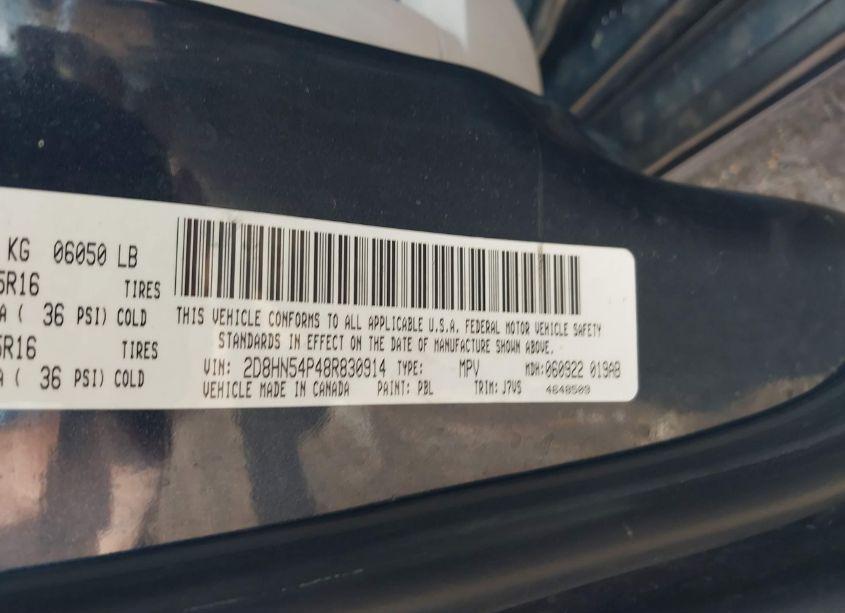 KG 06050 LB
5R16 TIRES
A ( 36 PSI) COLD
5R16 TIRES
A ( 36 PSI) COLD
THIS VEHICLE CONFORMS TO ALL APPLICABLE U.S.A. FEDERAL MOTOR VEHICLE SAFETY
STANDARDS IN EFFECT ON THE DATE OF MANUFACTURE SHOWN ABOVE.
VIN: 2D8HN54P48R830914 TYPE: MPV MDH: 060922 019AB
VEHICLE MADE IN CANADA PAINT: PBL TRIM: J7VS 4648509